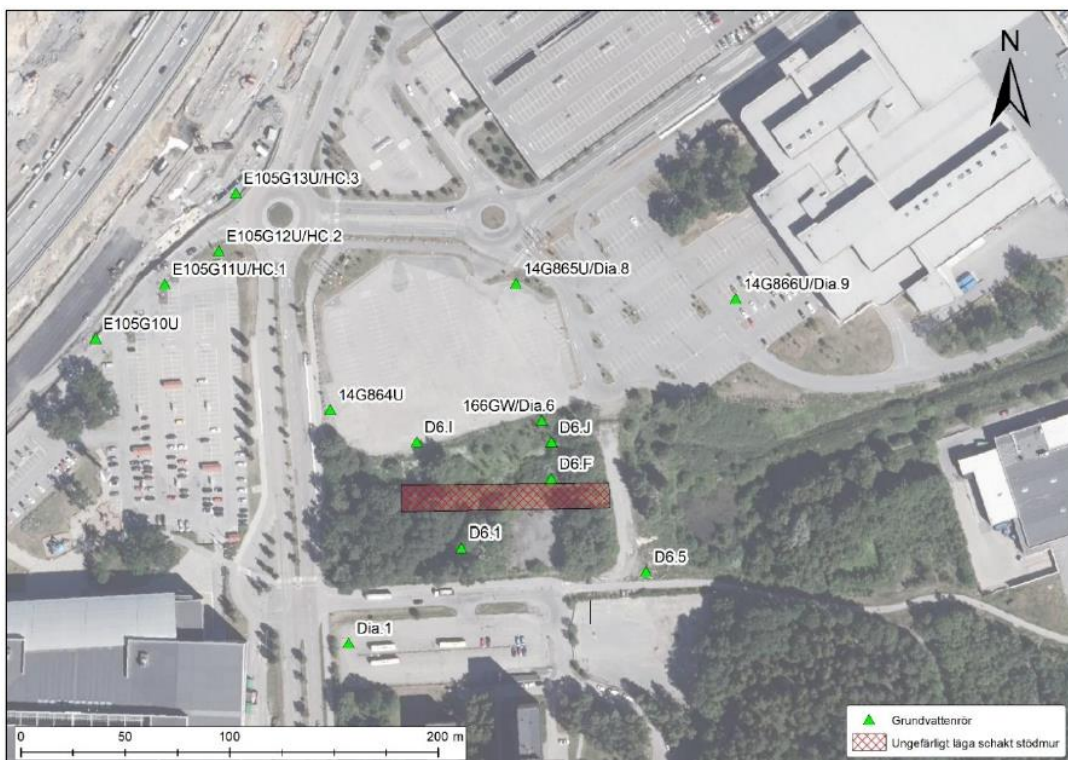 N
E105G13U/HC.3
E105G12U/HC.2
E105G11U/HC.1
14G865U/Dia.8
14G866U/Dia.9
E105G10U
14G864U
166GW/Dia.6
D6.I
D6.J
D6.F
D6.1
D6.5
Dia.1
Grundvattenrör
Ungefärligt läga schakt stödmur
0 50 100 200 m